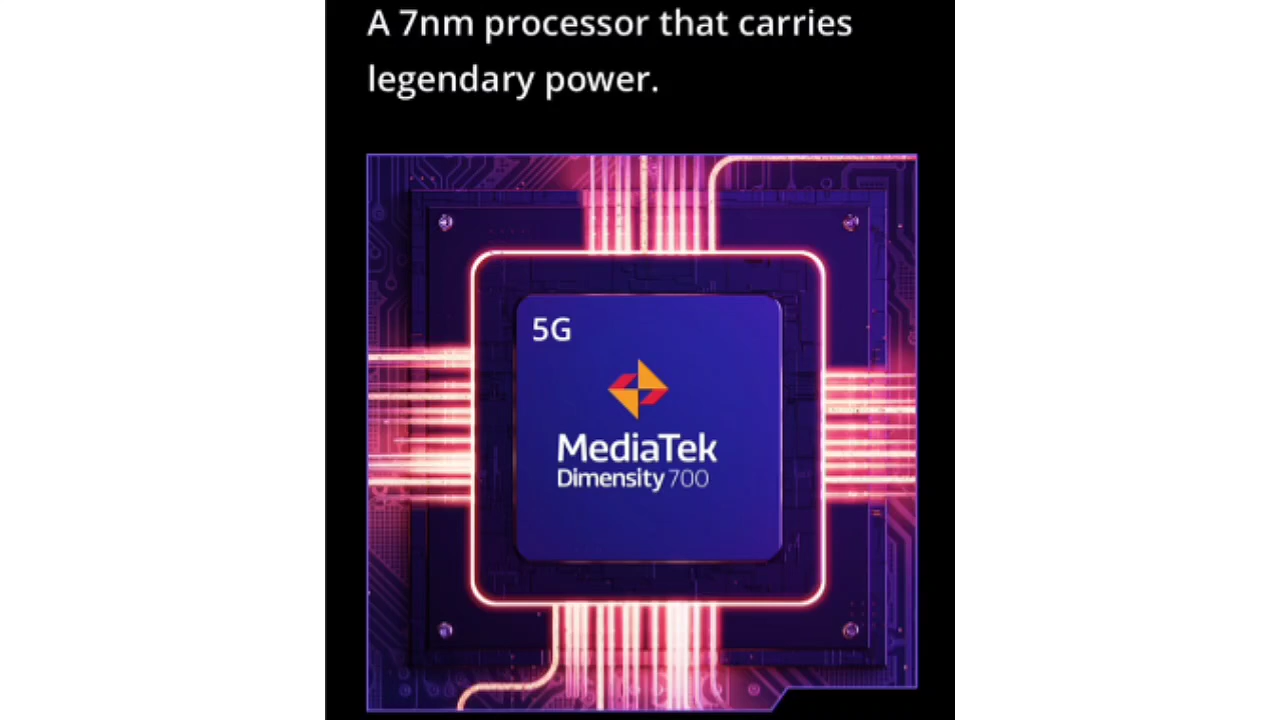 A 7nm processor that carries
legendary power.
5G
MediaTek
Dimensity 700